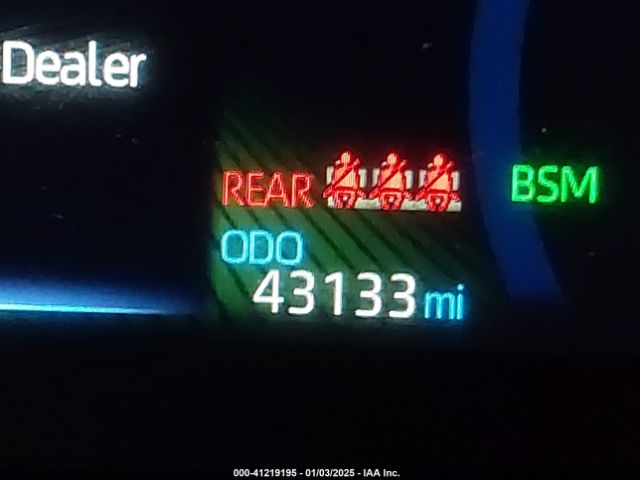 Dealer
REAR
BSM
ODO
43133 mi
000-41219195 - 01/03/2025 - IAA Inc.